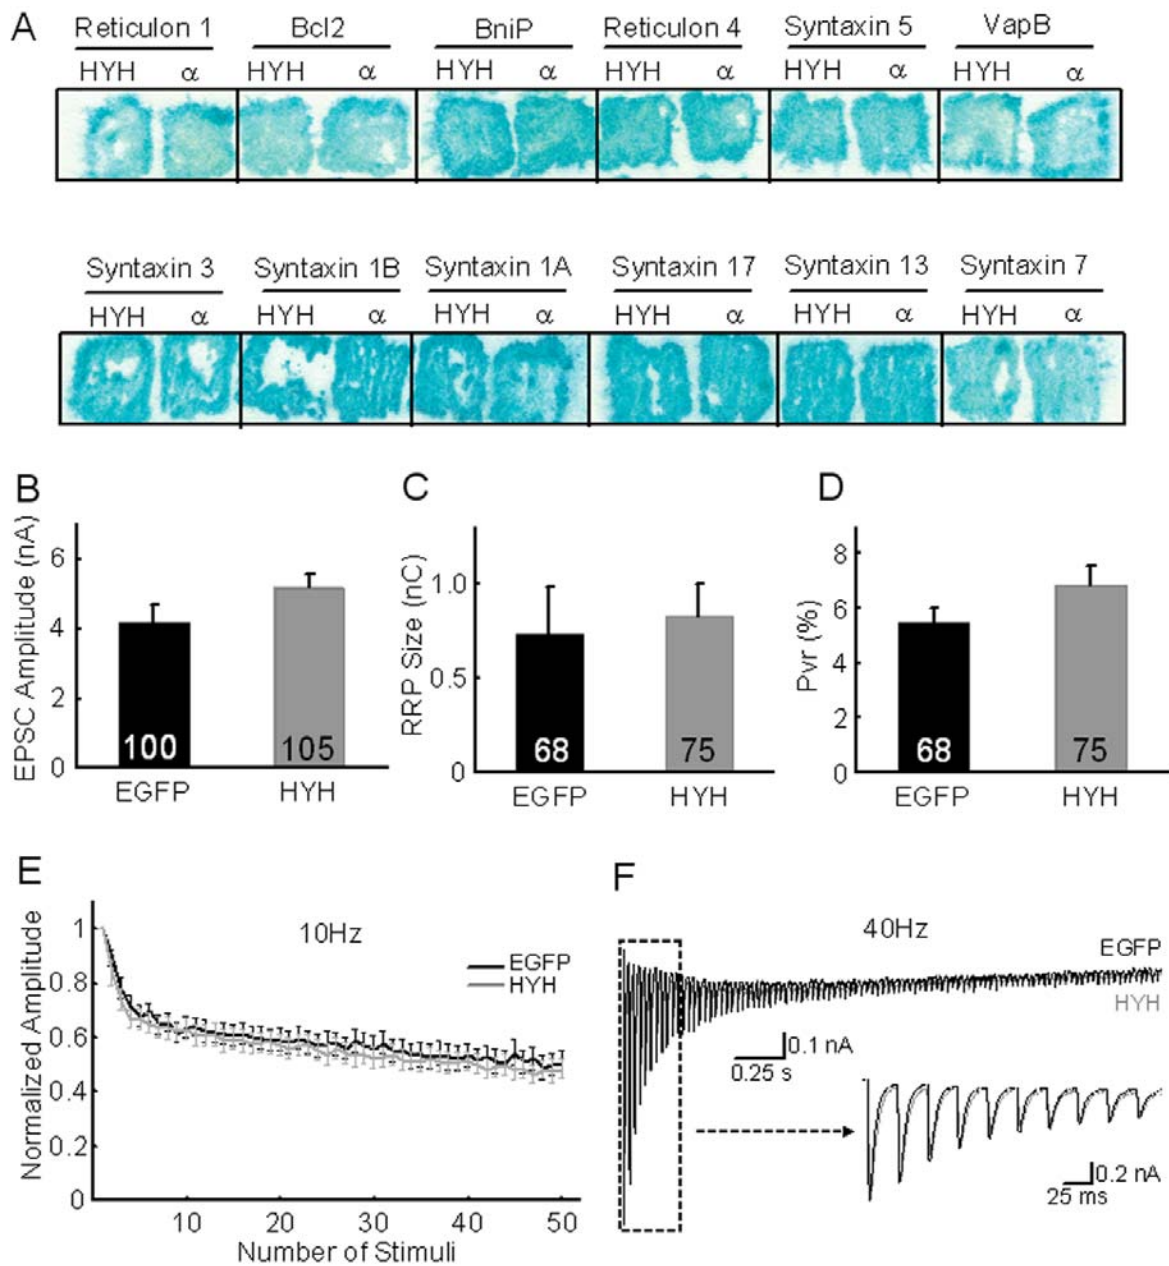 A
Reticulon 1 Bcl2 BniP Reticulon 4 Syntaxin 5 VapB
HYH α HYH α HYH α HYH α HYH α HYH α
Syntaxin 3 Syntaxin 1B Syntaxin 1A Syntaxin 17 Syntaxin 13 Syntaxin 7
HYH α HYH α HYH α HYH α HYH α HYH α
B
EPSC Amplitude (nA)
6
4
2
0
100 105
EGFP HYH
C
RRP Size (nC)
1.0
0.5
0
68 75
EGFP HYH
D
Pvr (%)
8
6
4
2
0
68 75
EGFP HYH
E
Normalized Amplitude
10Hz
EGFP
HYH
1
0.8
0.6
0.4
0.2
0
10 20 30 40 50
Number of Stimuli
F
40Hz
EGFP
HYH
0.1 nA
0.25 s
0.2 nA
25 ms